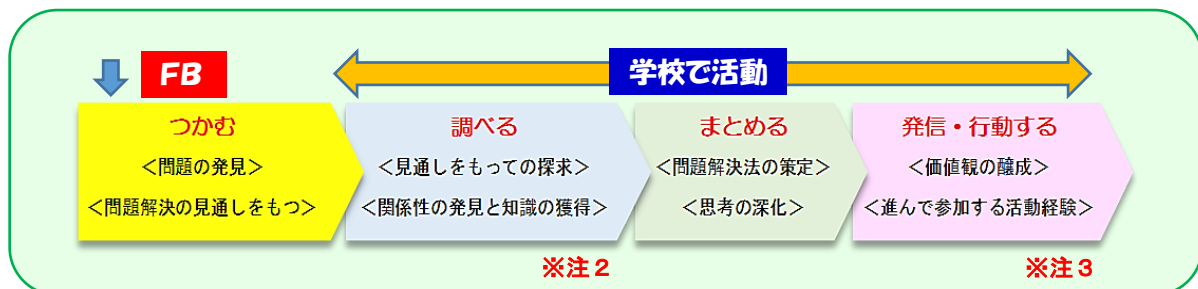 FB
学校で活動
つかむ
<問題の発見>
<問題解決の見通しをもつ>
調べる
<見通しをもっての探求>
<関係性の発見と知識の獲得>
まとめる
<問題解決法の策定>
<思考の深化>
発信・行動する
<価値観の醸成>
<進んで参加する活動経験>
※注２
※注３